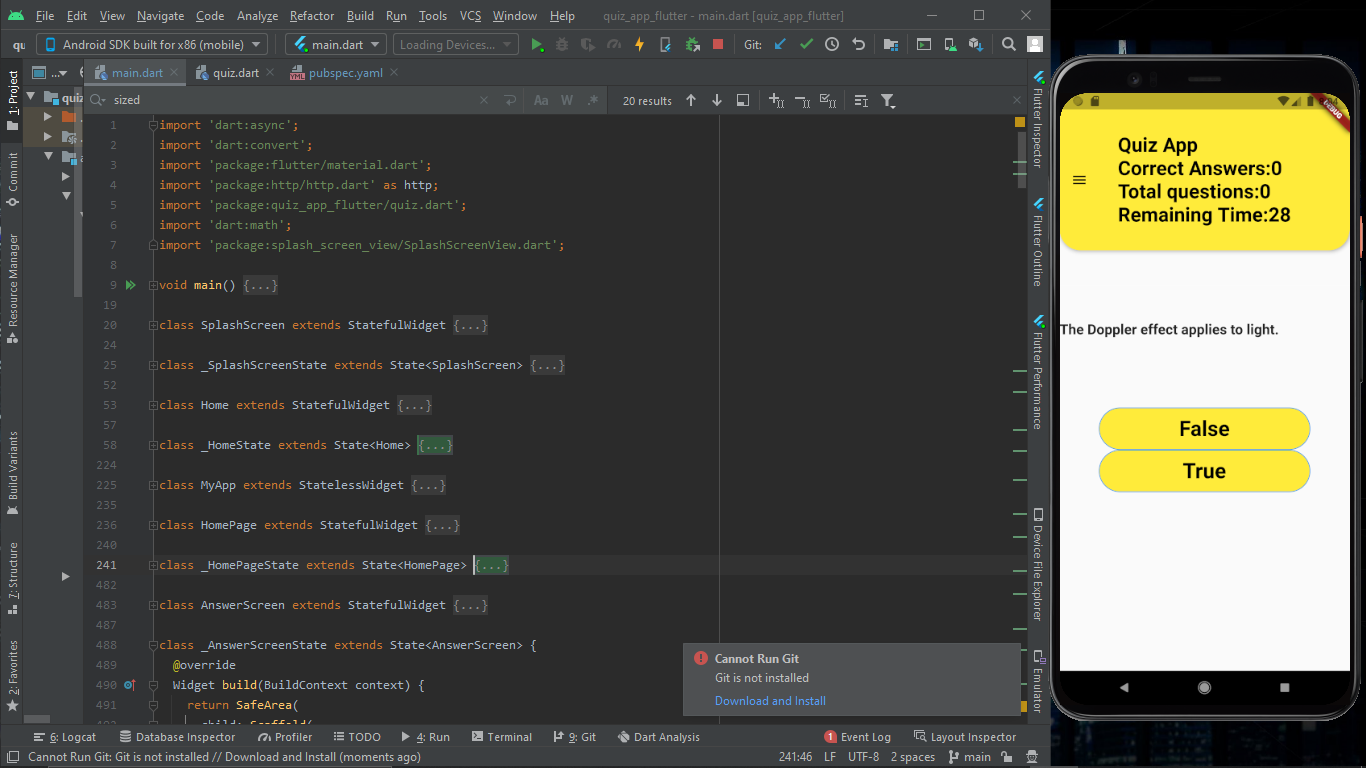 File Edit View Navigate Code Analyze Refactor Build Run Tools VCS Window Help quiz_app_flutter - main.dart [quiz_app_flutter]
qu Android SDK built for x86 (mobile) main.dart Loading Devices... Git:
1: Project
Commit
Resource Manager
Build Variants
7: Structure
2: Favorites
quiz
main.dart quiz.dart pubspec.yaml
sized Aa W .* 20 results
1 import 'dart:async';
2 import 'dart:convert';
3 import 'package:flutter/material.dart';
4 import 'package:http/http.dart' as http;
5 import 'package:quiz_app_flutter/quiz.dart';
6 import 'dart:math';
7 import 'package:splash_screen_view/SplashScreenView.dart';
8
9 void main() {...}
19
20 class SplashScreen extends StatefulWidget {...}
24
25 class _SplashScreenState extends State<SplashScreen> {...}
52
53 class Home extends StatefulWidget {...}
57
58 class _HomeState extends State<Home> {...}
224
225 class MyApp extends StatelessWidget {...}
235
236 class HomePage extends StatefulWidget {...}
240
241 class _HomePageState extends State<HomePage> {...}
482
483 class AnswerScreen extends StatefulWidget {...}
487
488 class _AnswerScreenState extends State<AnswerScreen> {
489 @override
490 Widget build(BuildContext context) {
491 return SafeArea(
child: Scaffold(
Cannot Run Git
Git is not installed
Download and Install
Flutter Inspector
Flutter Outline
Flutter Performance
Device File Explorer
Emulator
6: Logcat Database Inspector Profiler TODO 4: Run Terminal 9: Git Dart Analysis 1 Event Log Layout Inspector
Cannot Run Git: Git is not installed // Download and Install (moments ago) 241:46 LF UTF-8 2 spaces main
DEBUG
Quiz App
Correct Answers:0
Total questions:0
Remaining Time:28
The Doppler effect applies to light.
False
True